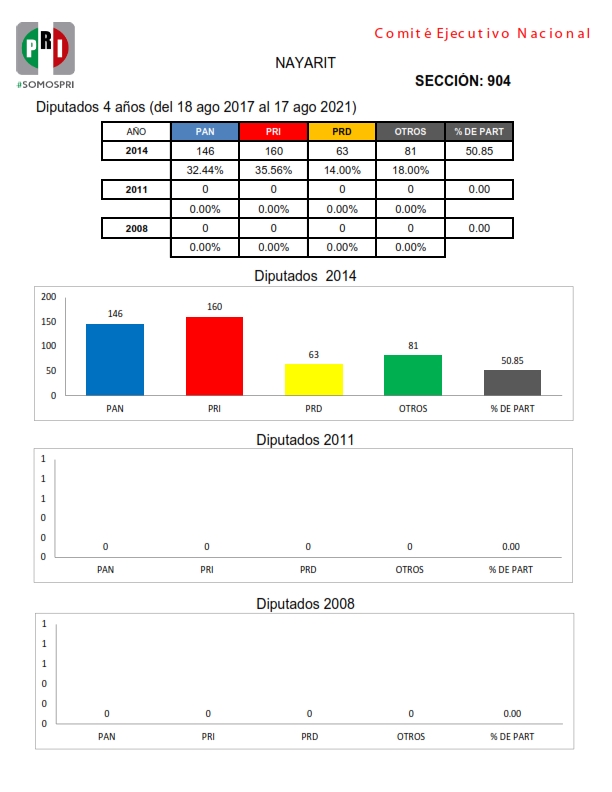 Comité Ejecutivo Nacional
PRI
#SOMOSPRI
NAYARIT
SECCIÓN: 904
Diputados 4 años (del 18 ago 2017 al 17 ago 2021)
AÑO PAN PRI PRD OTROS % DE PART
2014 146 160 63 81 50.85
32.44% 35.56% 14.00% 18.00%
2011 0 0 0 0 0.00
0.00% 0.00% 0.00% 0.00%
2008 0 0 0 0 0.00
0.00% 0.00% 0.00% 0.00%
Diputados 2014
200
150
100
50
0
146 160 63 81 50.85
PAN PRI PRD OTROS % DE PART
Diputados 2011
1
1
1
0
0
0
0 0 0 0 0.00
PAN PRI PRD OTROS % DE PART
Diputados 2008
1
1
1
0
0
0
0 0 0 0 0.00
PAN PRI PRD OTROS % DE PART